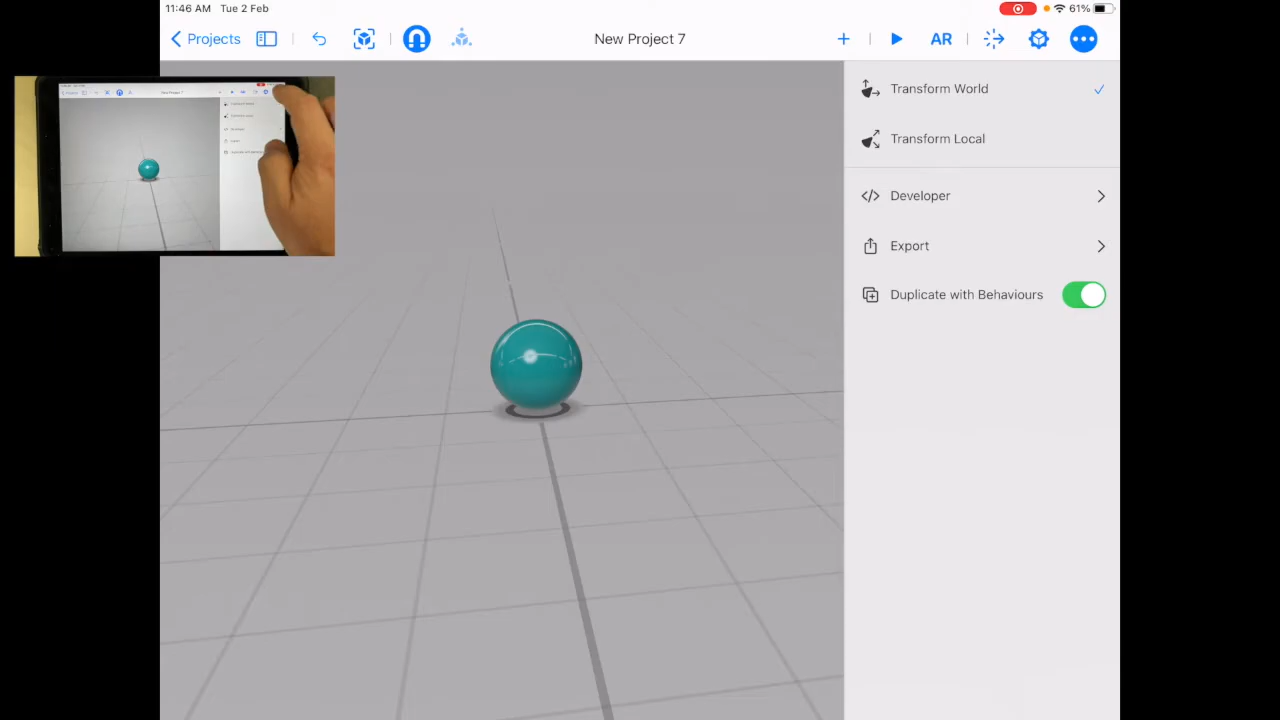 11:46 AM Tue 2 Feb
61%
Projects
New Project 7
AR
Transform World
Transform Local
Developer
Export
Duplicate with Behaviours